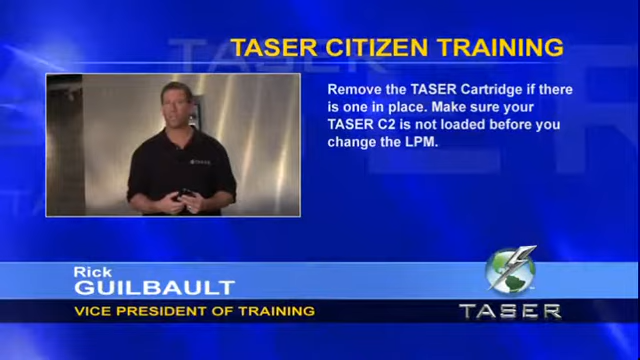 TASER CITIZEN TRAINING
Remove the TASER Cartridge if there
is one in place. Make sure your
TASER C2 is not loaded before you
change the LPM.
Rick
GUILBAULT
VICE PRESIDENT OF TRAINING
TASER